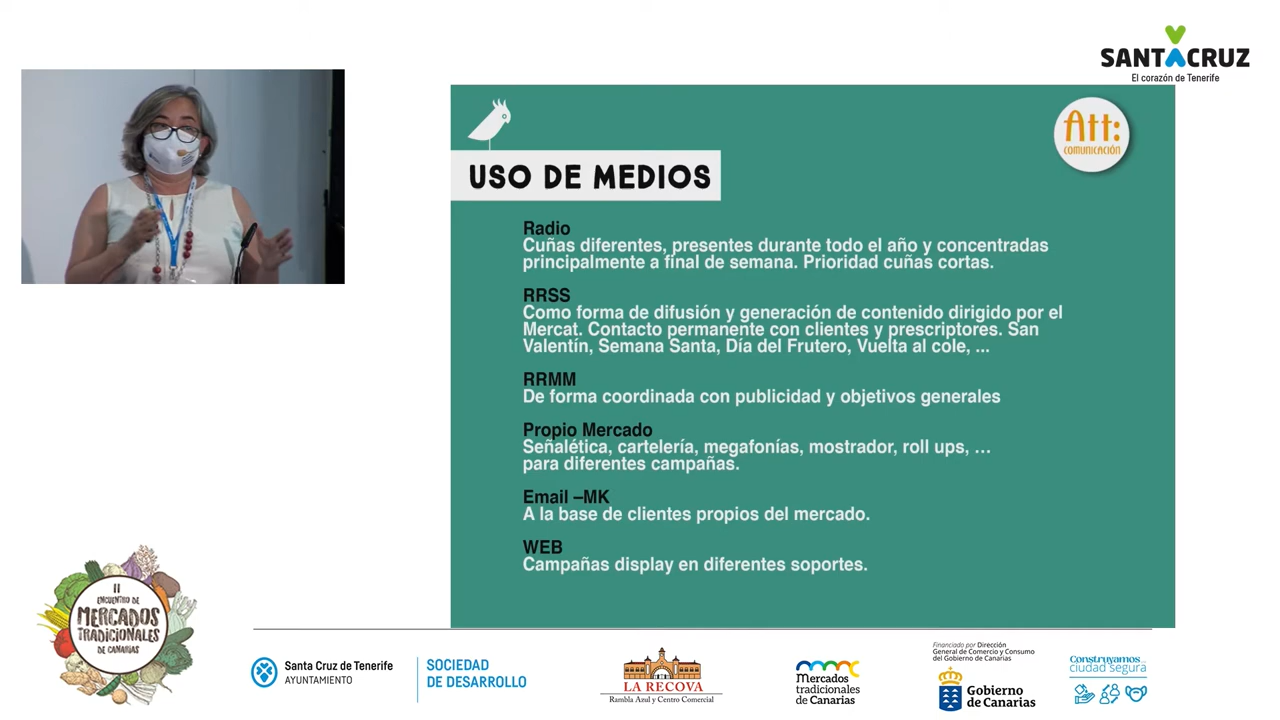 SANTACRUZ
El corazón de Tenerife
Att:
COMUNICACIÓN
USO DE MEDIOS
Radio
Cuñas diferentes, presentes durante todo el año y concentradas
principalmente a final de semana. Prioridad cuñas cortas.
RRSS
Como forma de difusión y generación de contenido dirigido por el
Mercat. Contacto permanente con clientes y prescriptores. San
Valentín, Semana Santa, Día del Frutero, Vuelta al cole, ...
RRMM
De forma coordinada con publicidad y objetivos generales
Propio Mercado
Señalética, cartelería, megafonías, mostrador, roll ups, …
para diferentes campañas.
Email –MK
A la base de clientes propios del mercado.
WEB
Campañas display en diferentes soportes.
II
ENCUENTRO DE
MERCADOS
TRADICIONALES
DE CANARIAS
Santa Cruz de Tenerife
AYUNTAMIENTO
SOCIEDAD
DE DESARROLLO
LA RECOVA
Rambla Azul y Centro Comercial
Mercados
tradicionales
de Canarias
Financiado por Dirección
General de Comercio y Consumo
del Gobierno de Canarias
Gobierno
de Canarias
Construyamos...
ciudad segura